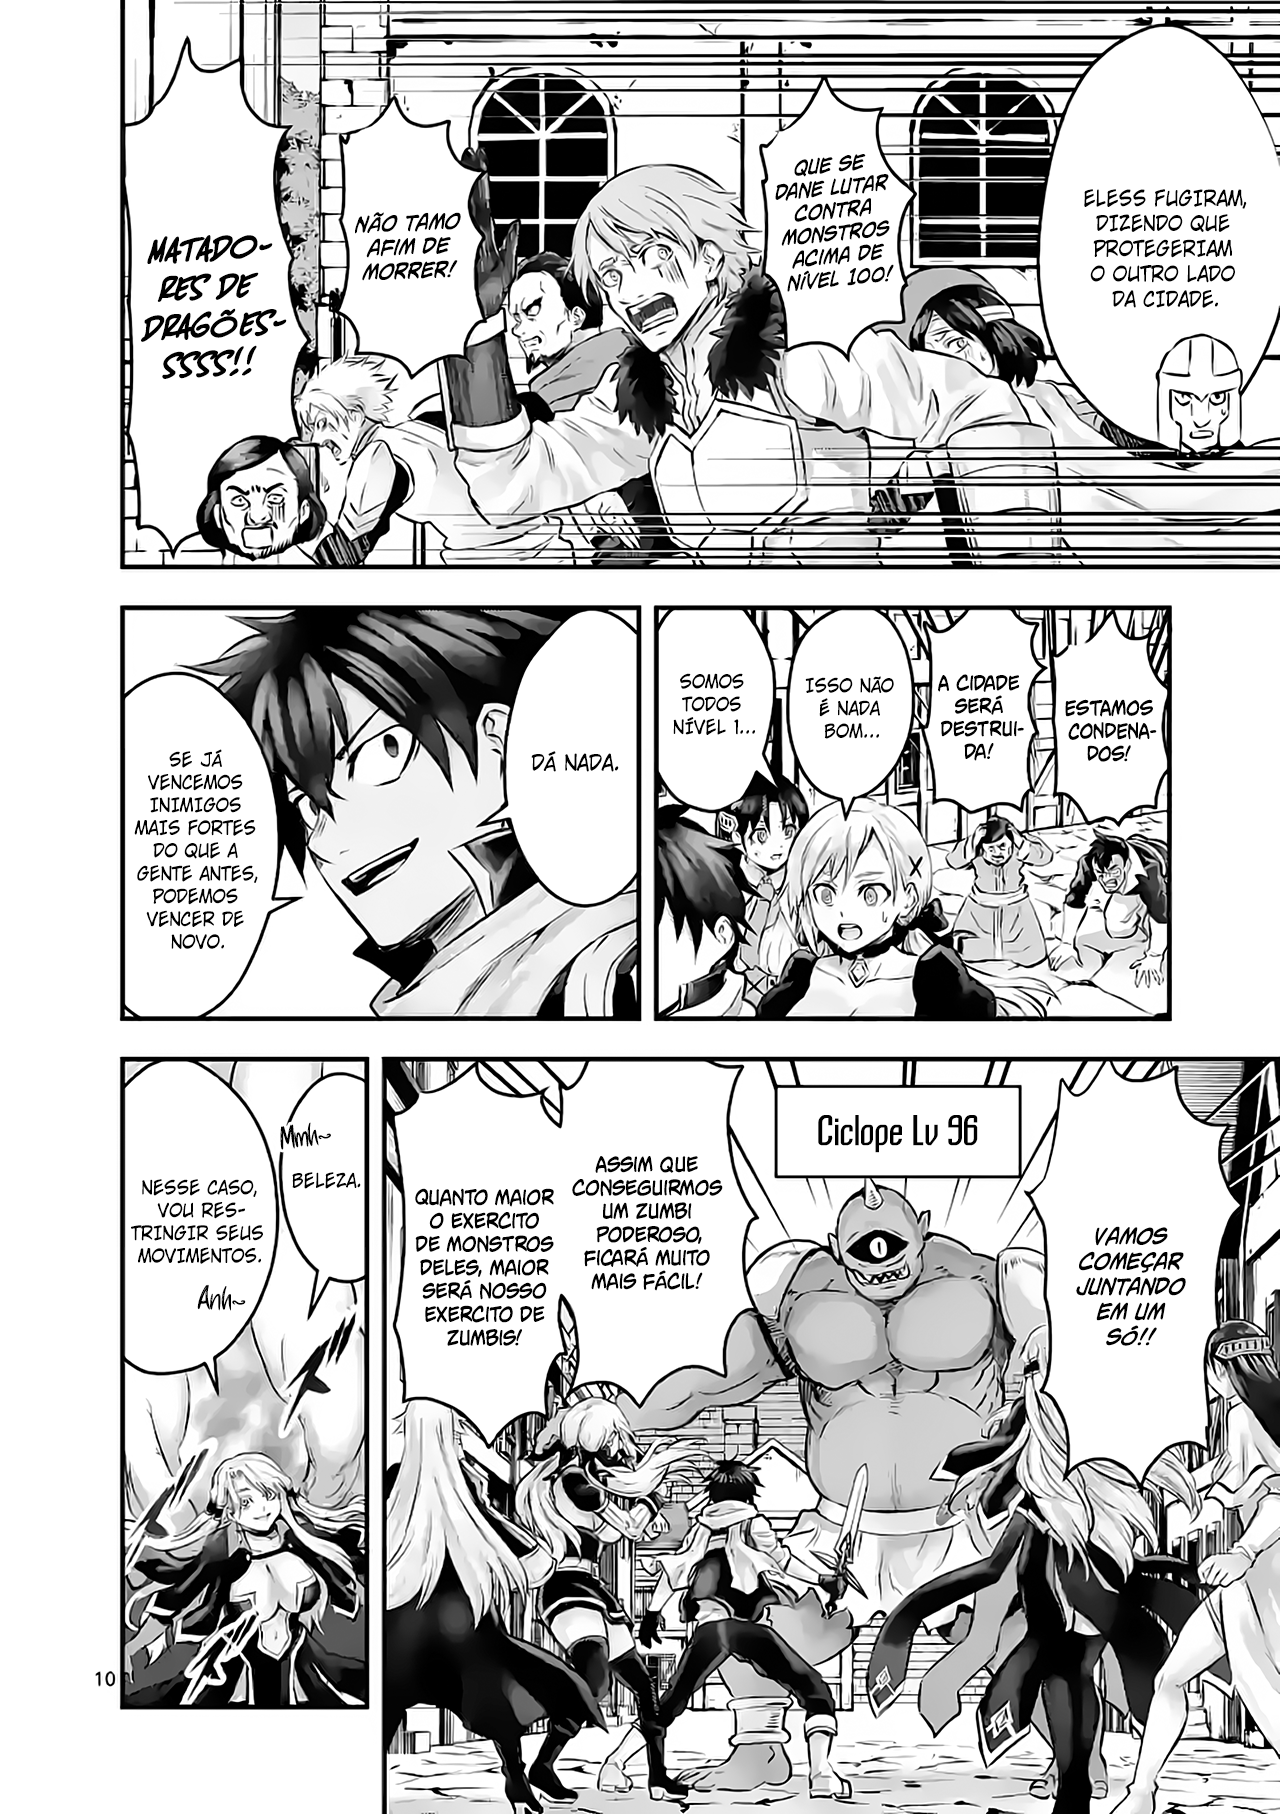 ELESS FUGIRAM,
DIZENDO QUE
PROTEGERIAM
O OUTRO LADO
DA CIDADE.
QUE SE
DANE LUTAR
CONTRA
MONSTROS
ACIMA DE
NÍVEL 100!
NÃO TAMO
AFIM DE
MORRER!
MATADO-
RES DE
DRAGÕES-
SSSS!!
ESTAMOS
CONDENA-
DOS!
A CIDADE
SERÁ
DESTRUI-
DA!
ISSO NÃO
É NADA
BOM...
SOMOS
TODOS
NÍVEL 1...
DÁ NADA.
SE JÁ
VENCEMOS
INIMIGOS
MAIS FORTES
DO QUE A
GENTE ANTES,
PODEMOS
VENCER DE
NOVO.
VAMOS
COMEÇAR
JUNTANDO
EM UM
SÓ!!
Ciclope Lv 96
ASSIM QUE
CONSEGUIRMOS
UM ZUMBI
PODEROSO,
FICARÁ MUITO
MAIS FÁCIL!
QUANTO MAIOR
O EXERCITO
DE MONSTROS
DELES, MAIOR
SERÁ NOSSO
EXERCITO DE
ZUMBIS!
Mmh~
BELEZA.
NESSE CASO,
VOU RES-
TRINGIR SEUS
MOVIMENTOS.
Anh~
10